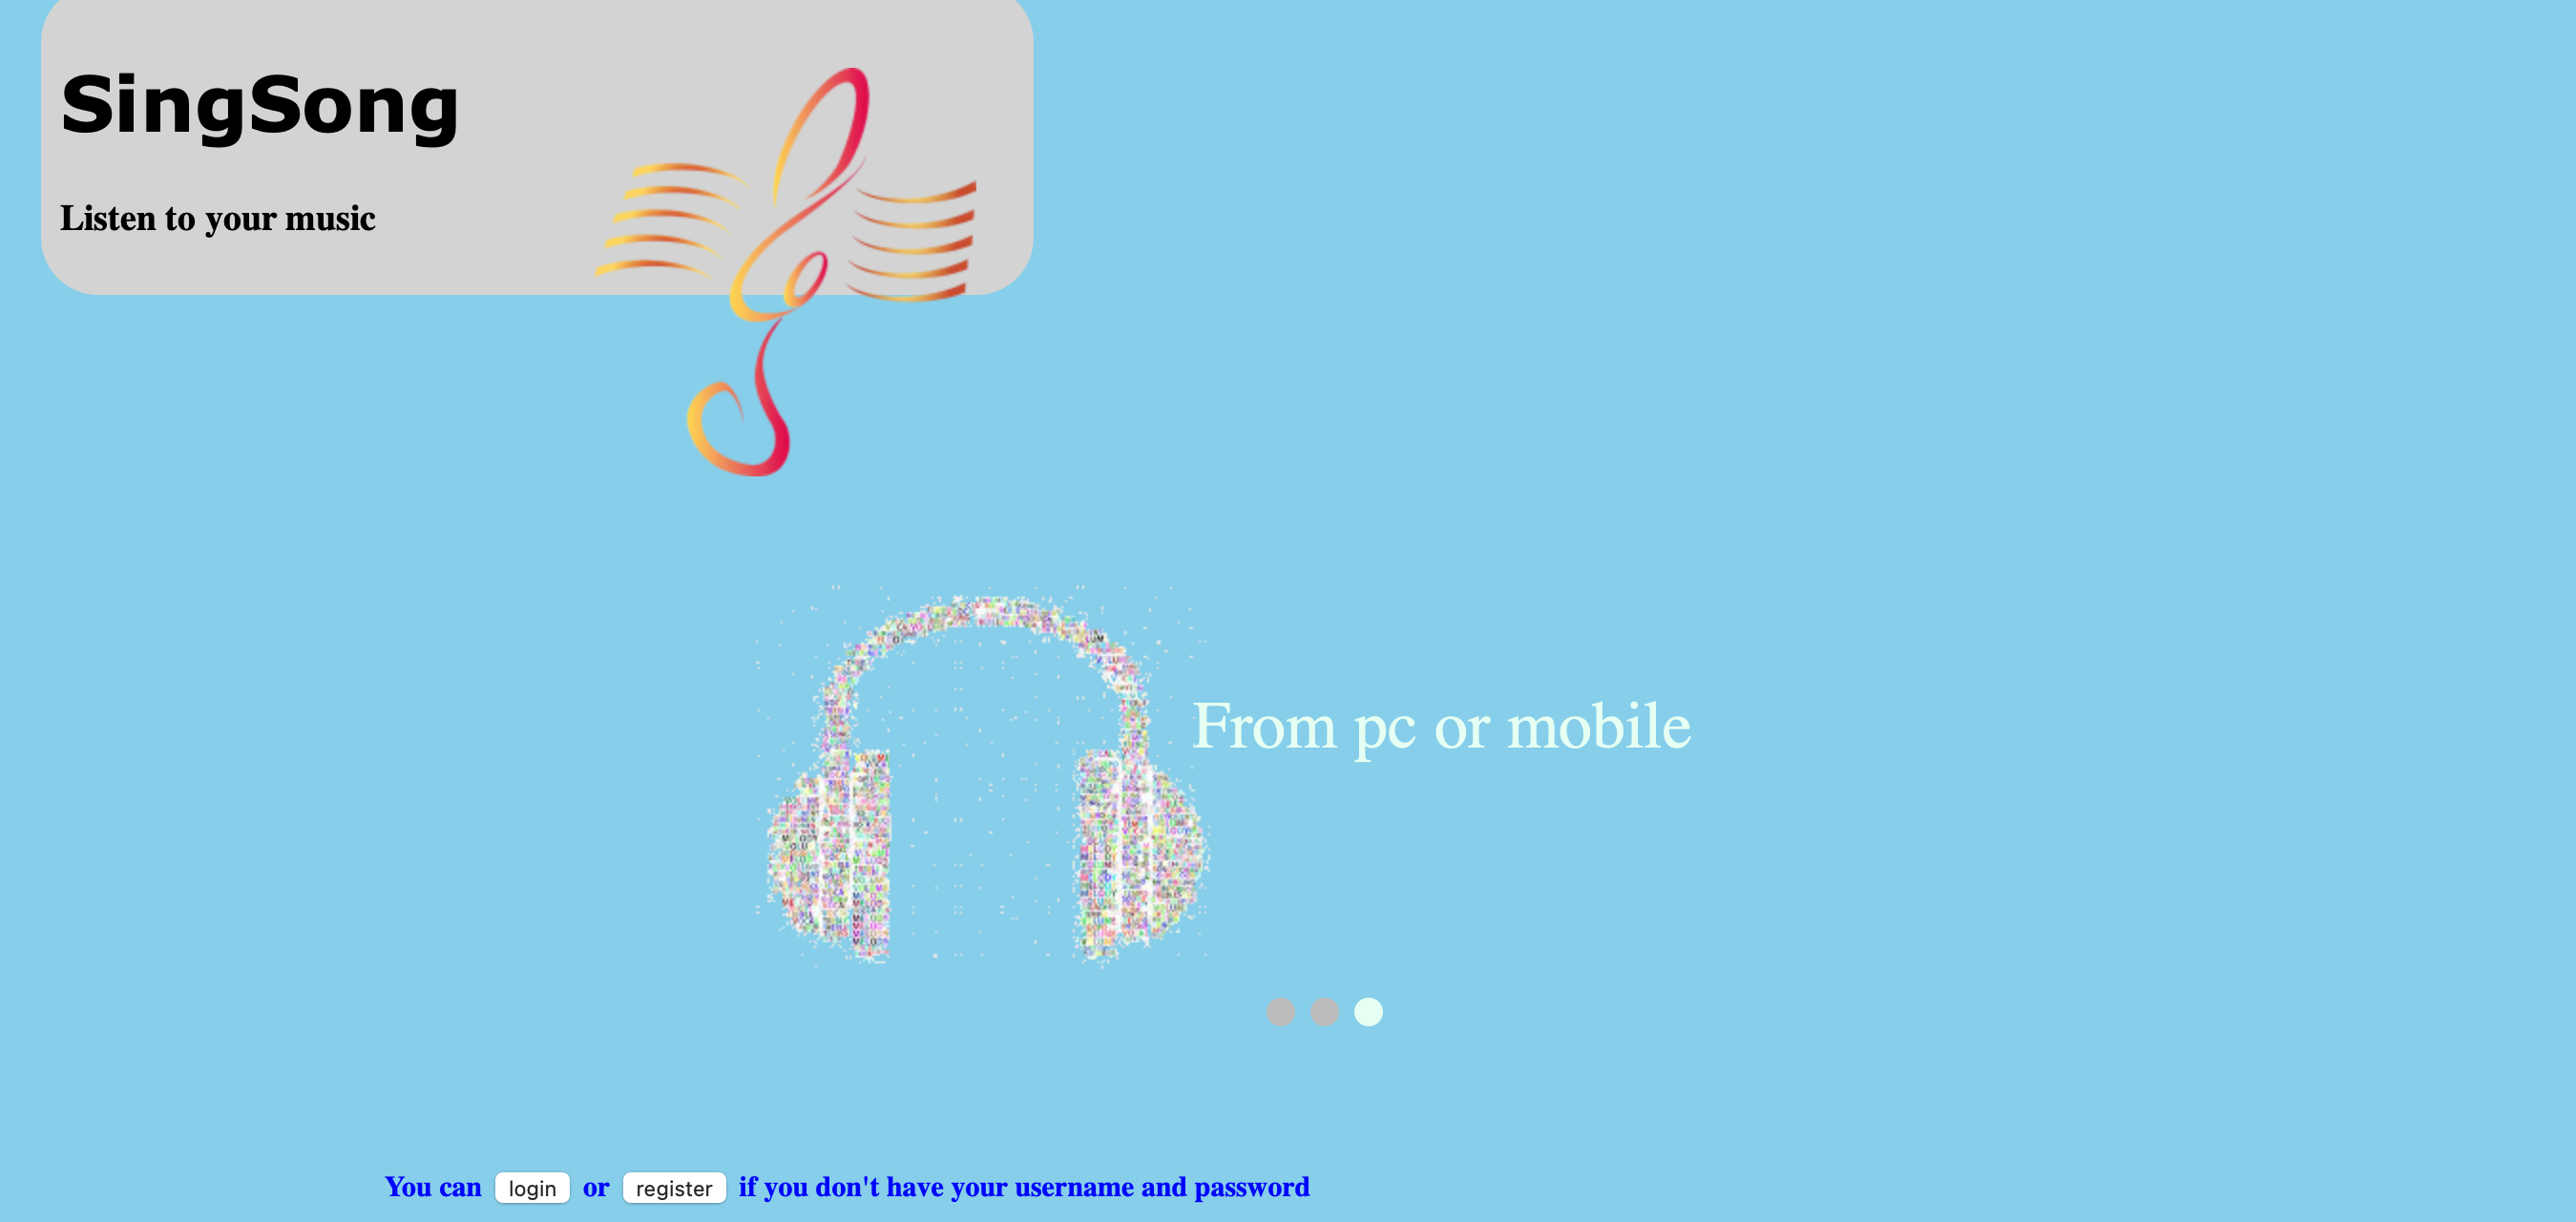 SingSong
Listen to your music
From pc or mobile
You can login or register if you don't have your username and password